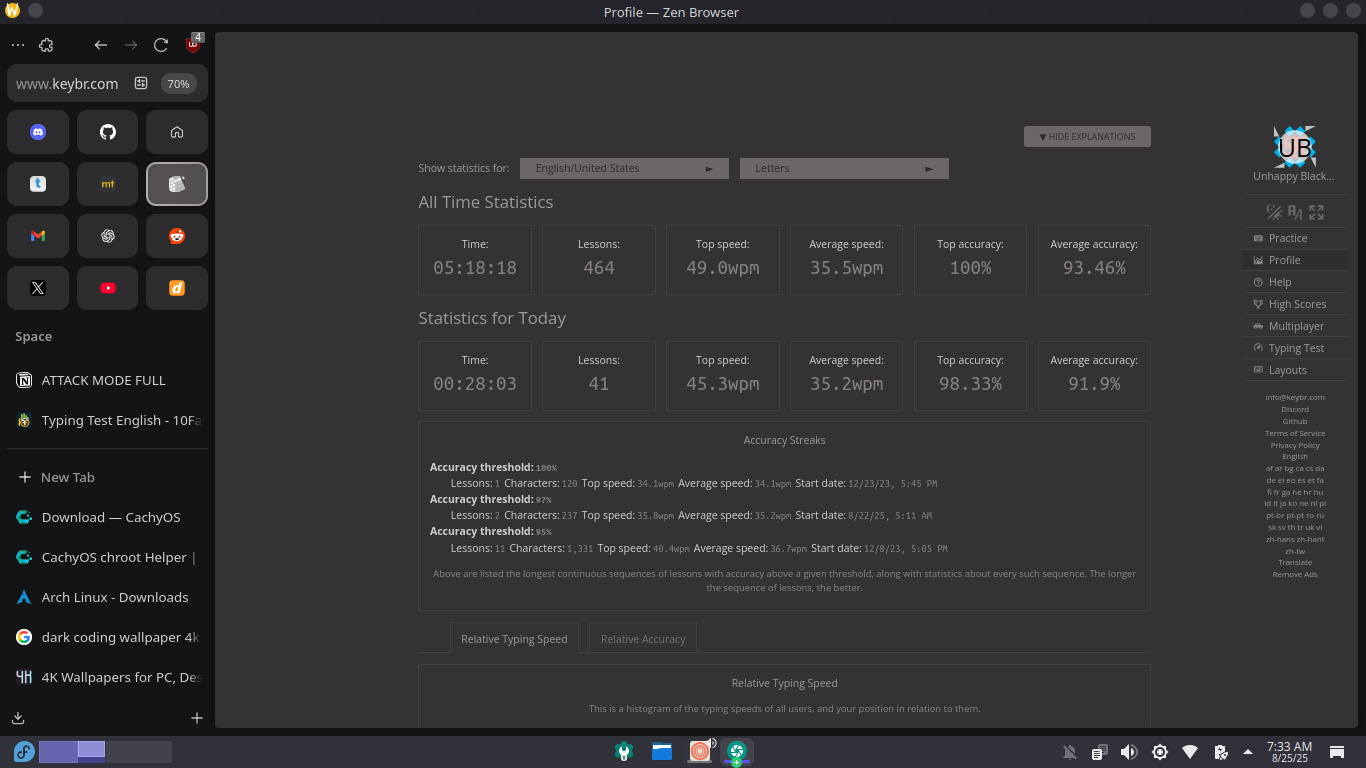 Profile — Zen Browser
4
www.keybr.com
70%
Space
ATTACK MODE FULL
Typing Test English - 10Fa
New Tab
Download — CachyOS
CachyOS chroot Helper |
Arch Linux - Downloads
dark coding wallpaper 4k
4K Wallpapers for PC, Des
▼ HIDE EXPLANATIONS
Show statistics for: English/United States ► Letters ►
All Time Statistics
Time: Lessons: Top speed: Average speed: Top accuracy: Average accuracy:
05:18:18 464 49.0wpm 35.5wpm 100% 93.46%
Statistics for Today
Time: Lessons: Top speed: Average speed: Top accuracy: Average accuracy:
00:28:03 41 45.3wpm 35.2wpm 98.33% 91.9%
Accuracy Streaks
Accuracy threshold: 100%
Lessons: 1 Characters: 120 Top speed: 34.1wpm Average speed: 34.1wpm Start date: 12/23/23, 5:45 PM
Accuracy threshold: 97%
Lessons: 2 Characters: 237 Top speed: 35.8wpm Average speed: 35.2wpm Start date: 8/22/25, 5:11 AM
Accuracy threshold: 95%
Lessons: 11 Characters: 1,331 Top speed: 40.4wpm Average speed: 36.7wpm Start date: 12/8/23, 5:05 PM
Above are listed the longest continuous sequences of lessons with accuracy above a given threshold, along with statistics about every such sequence. The longer
the sequence of lessons, the better.
Relative Typing Speed
Relative Accuracy
Relative Typing Speed
This is a histogram of the typing speeds of all users, and your position in relation to them.
UB
Unhappy Black...
Practice
Profile
Help
High Scores
Multiplayer
Typing Test
Layouts
info@keybr.com
Discord
Github
Terms of Service
Privacy Policy
English
af ar bg ca cs da
de el eo es et fa
fi fr ga he hr hu
id it ja ko ne nl pl
pt-br pt-pt ro ru
sk sv th tr uk vi
zh-hans zh-hant
zh-tw
Translate
Remove Ads
7:33 AM
8/25/25